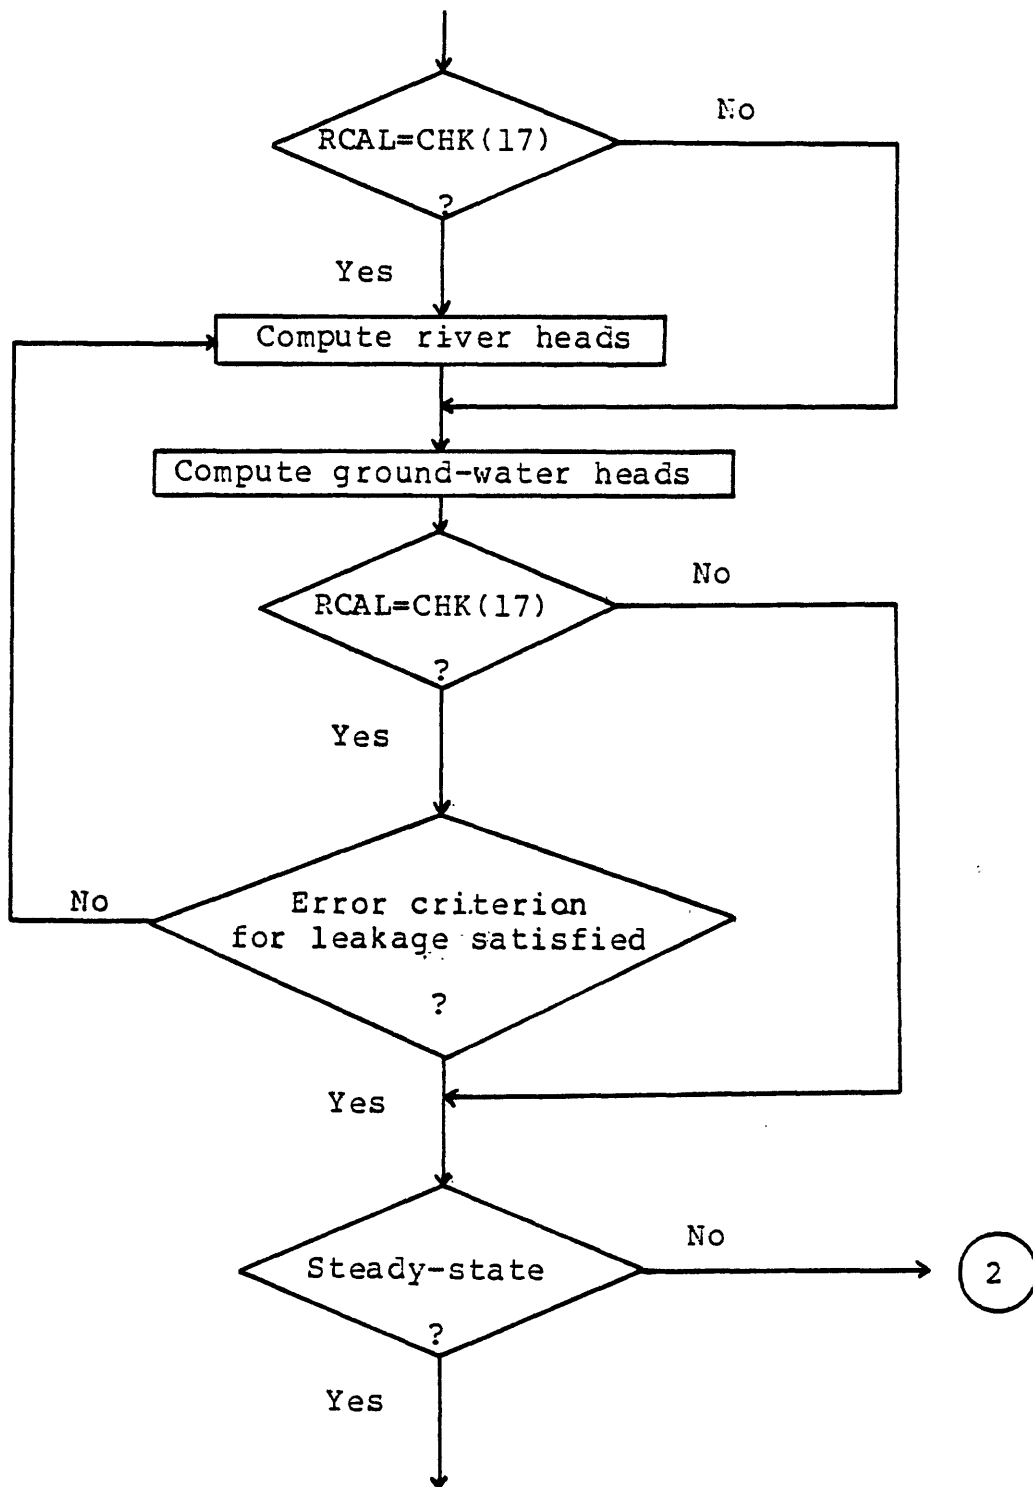 No
RCAL=CHK(17)
?
Yes
Compute river heads
Compute ground-water heads
No
RCAL=CHK(17)
?
Yes
No
Error criterion
for leakage satisfied
?
Yes
No
Steady-state
2
?
Yes